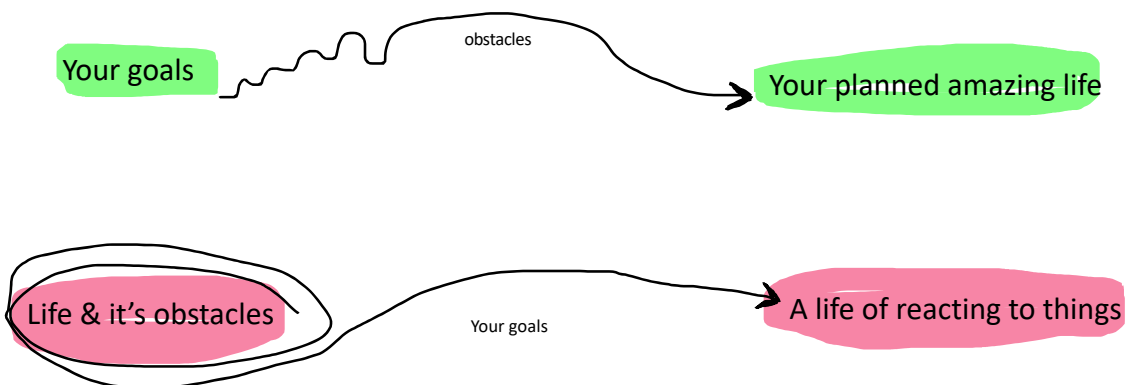 obstacles
Your goals
Your planned amazing life
Life & it’s obstacles
A life of reacting to things
Your goals